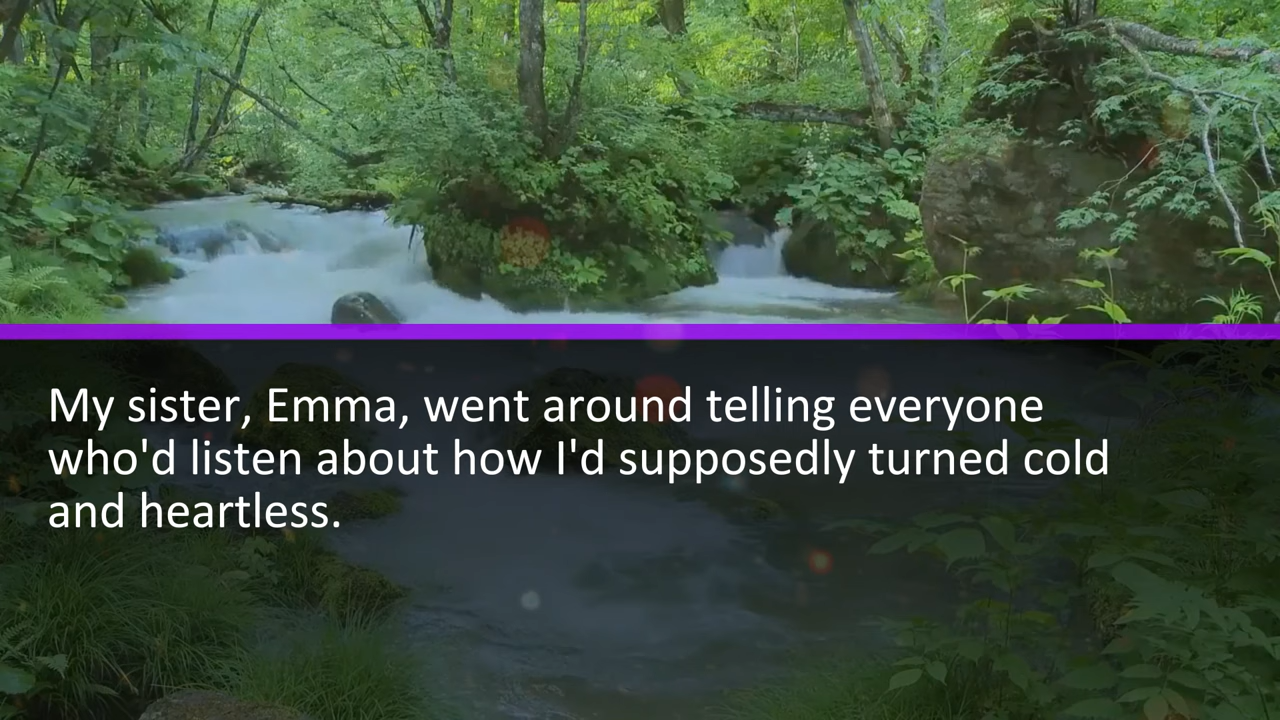 My sister, Emma, went around telling everyone
who'd listen about how I'd supposedly turned cold
and heartless.